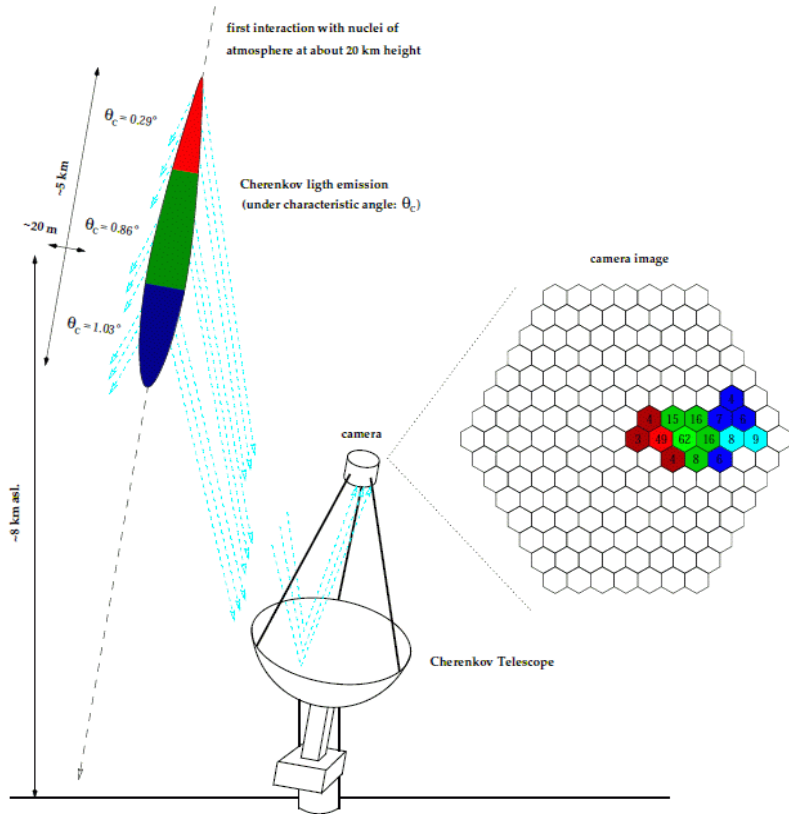 first interaction with nuclei of
atmosphere at about 20 km height
θc = 0.29°
~5 km
Cherenkov ligth emission
(under characteristic angle: θc)
θc = 0.86°
~20 m
θc = 1.03°
~8 km asl.
camera image
4
4 15 16 7 6
3 49 62 16 8 9
4 8 6
camera
Cherenkov Telescope